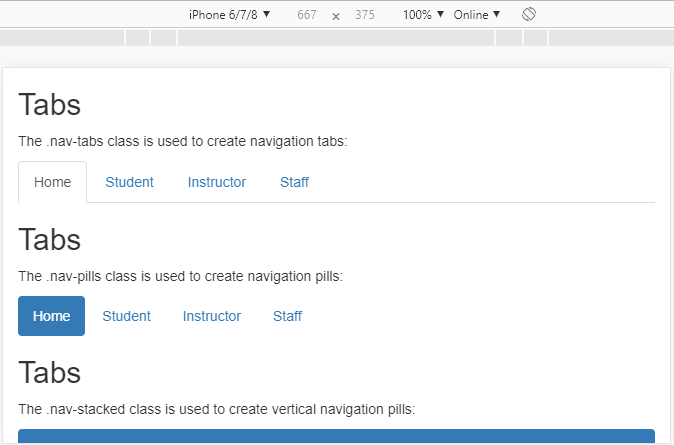 iPhone 6/7/8 ▼ 667 × 375 100% ▼ Online ▼
Tabs
The .nav-tabs class is used to create navigation tabs:
Home Student Instructor Staff
Tabs
The .nav-pills class is used to create navigation pills:
Home Student Instructor Staff
Tabs
The .nav-stacked class is used to create vertical navigation pills: